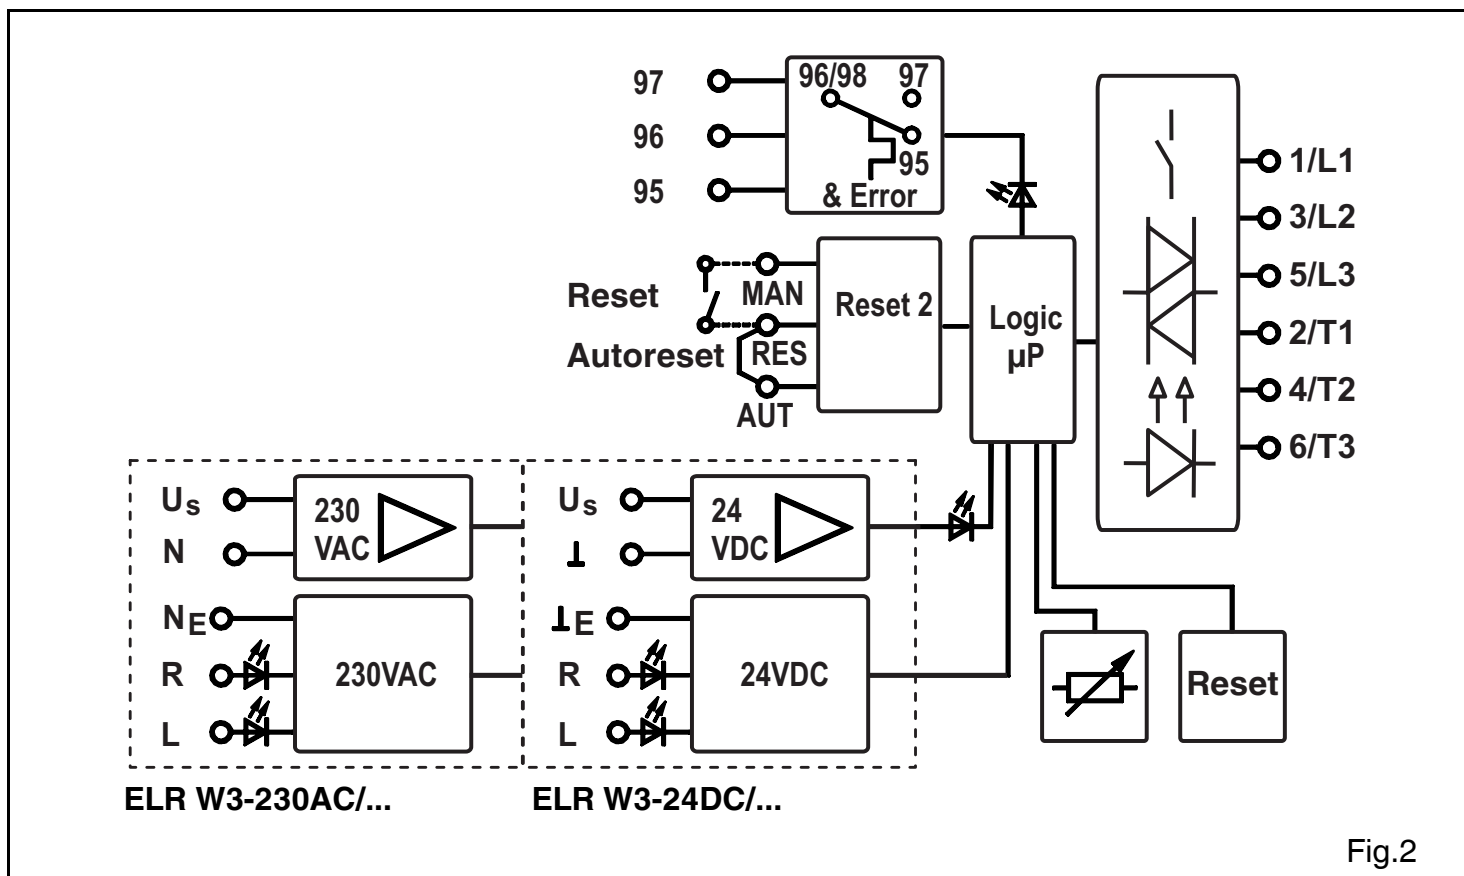 97
96
95
96/98 97
95
& Error
1/L1
3/L2
5/L3
2/T1
4/T2
6/T3
Reset
Autoreset
MAN
RES
AUT
Reset 2
Logic
µP
Us
N
230
VAC
NE
R
L
230VAC
Us
⊥
24
VDC
⊥E
R
L
24VDC
Reset
ELR W3-230AC/...
ELR W3-24DC/...
Fig.2